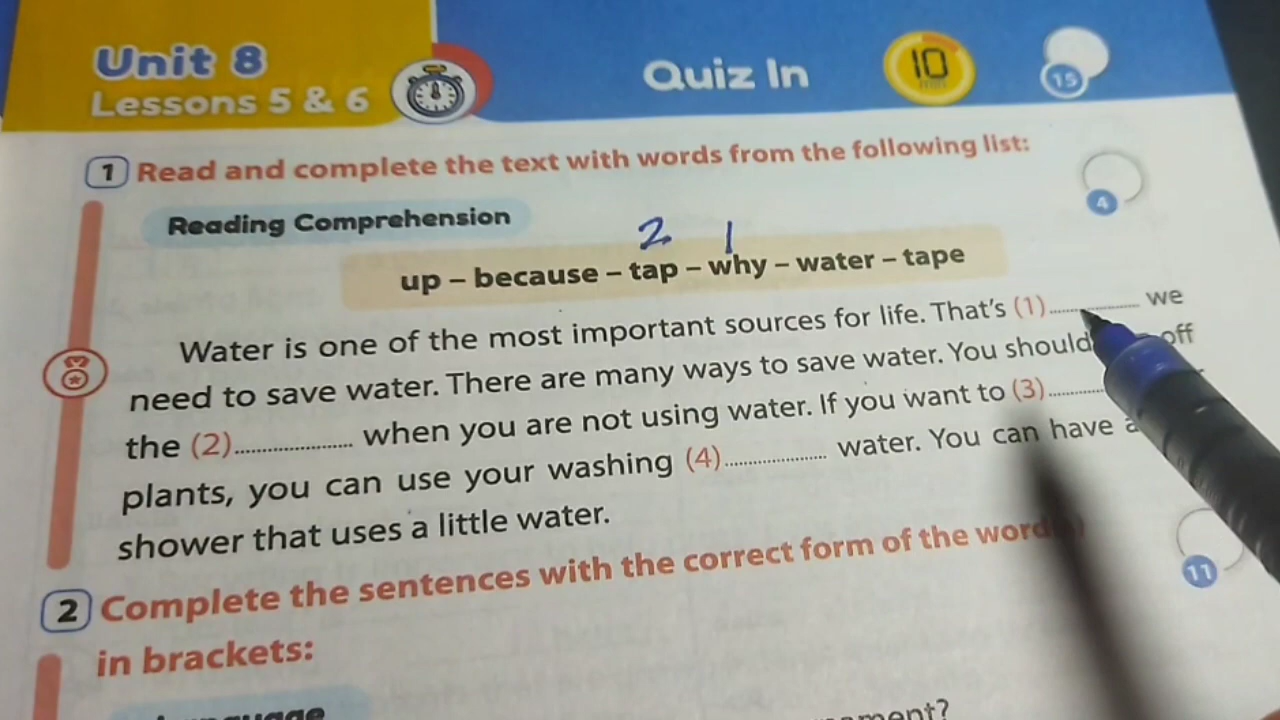 Unit 8
Lessons 5 & 6
Quiz In
10
15
1 Read and complete the text with words from the following list:
4
Reading Comprehension
2 1
up – because – tap – why – water – tape
Water is one of the most important sources for life. That's (1).................. we
need to save water. There are many ways to save water. You should off
the (2).................. when you are not using water. If you want to (3)..........
plants, you can use your washing (4).................. water. You can have a
shower that uses a little water.
11
2 Complete the sentences with the correct form of the word
in brackets: